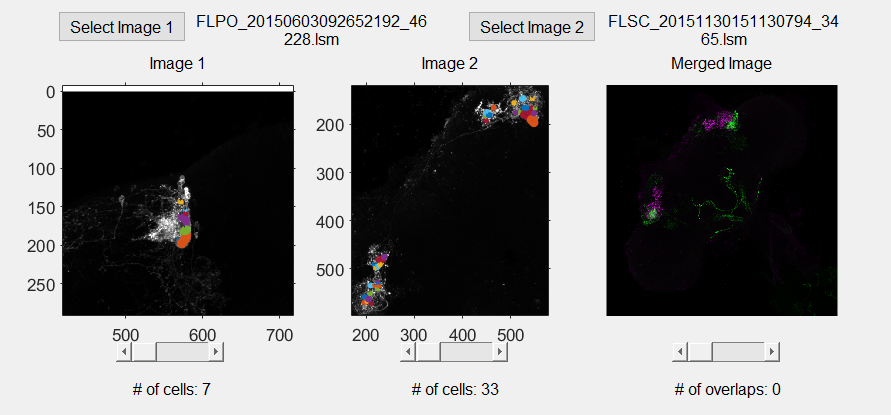 Select Image 1
FLPO_20150603092652192_46
228.lsm
Select Image 2
FLSC_20151130151130794_34
65.lsm
Image 1
Image 2
Merged Image
0
50
100
150
200
250
500
600
700
200
300
400
500
200
300
400
500
# of cells: 7
# of cells: 33
# of overlaps: 0